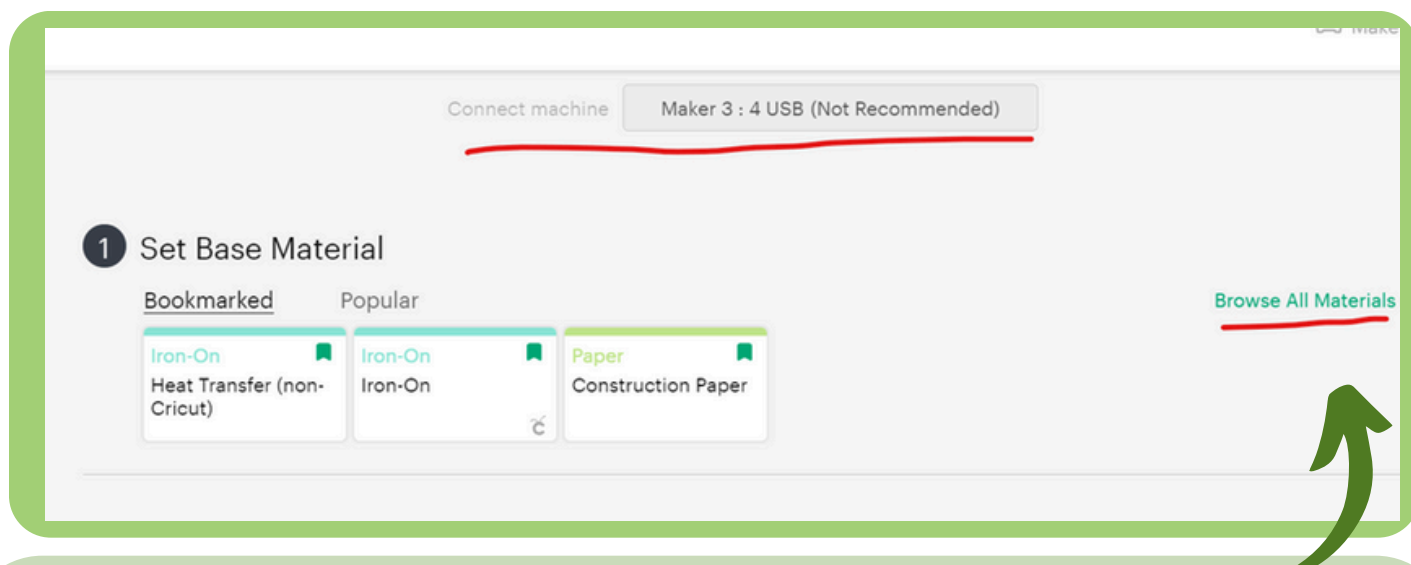 Make
Connect machine Maker 3 : 4 USB (Not Recommended)
1 Set Base Material
Bookmarked Popular Browse All Materials
Iron-On Iron-On Paper
Heat Transfer (non-Cricut) Iron-On Construction Paper